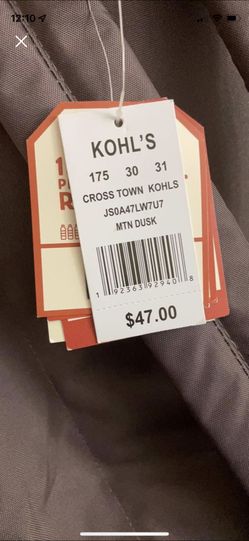 12:10
KOHL'S
175 30 31
CROSS TOWN KOHLS
JS0A47LW7U7
MTN DUSK
1 92363 92940 8
$47.00